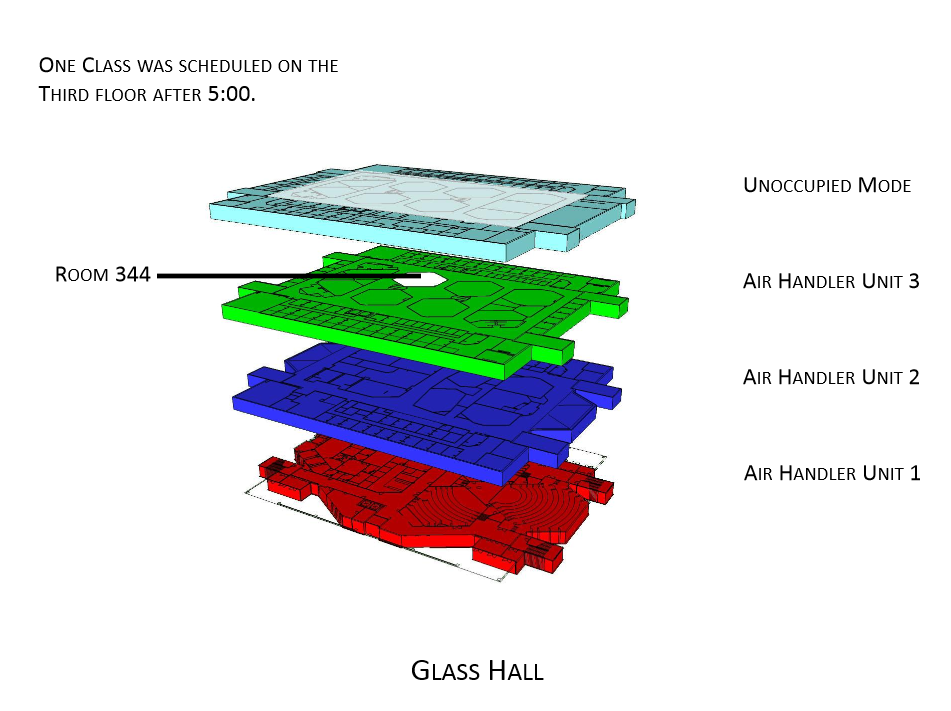 One Class was scheduled on the
Third floor after 5:00.
Unoccupied Mode
Room 344
Air Handler Unit 3
Air Handler Unit 2
Air Handler Unit 1
Glass Hall